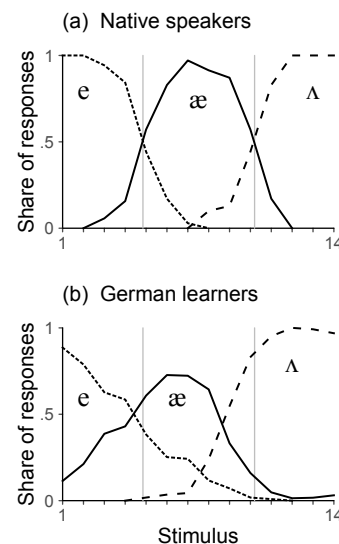 (a) Native speakers
Share of responses
1
.5
0
e
æ
ʌ
1
14
(b) German learners
Share of responses
1
.5
0
e
æ
ʌ
1
14
Stimulus